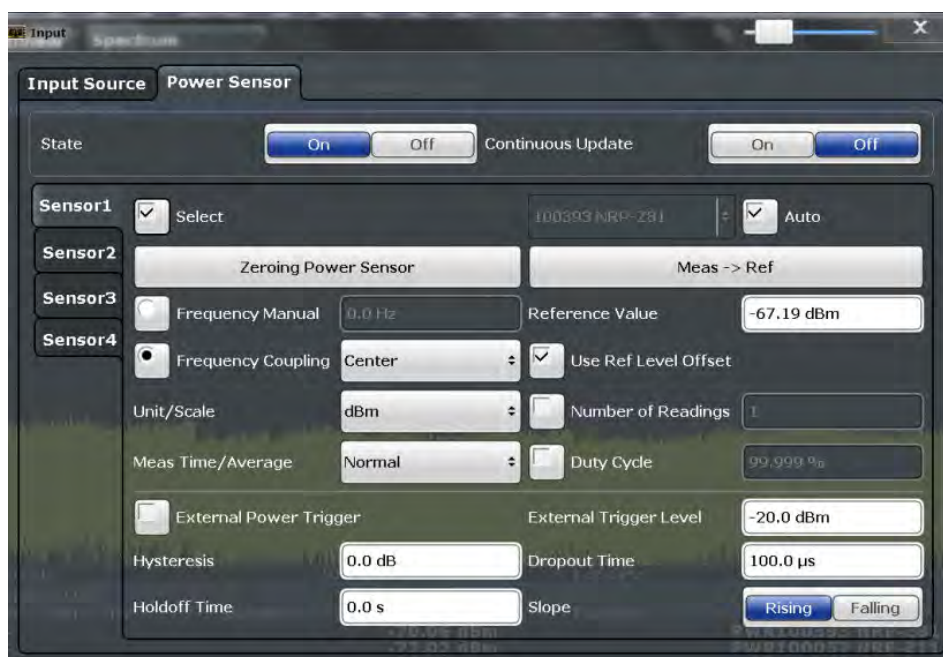 Input
Spectrum
X
Input Source Power Sensor
State On Off Continuous Update On Off
Sensor1
Sensor2
Sensor3
Sensor4
Select 100393 NRP-Z81 Auto
Zeroing Power Sensor Meas -> Ref
Frequency Manual 0.0 Hz Reference Value -67.19 dBm
Frequency Coupling Center Use Ref Level Offset
Unit/Scale dBm Number of Readings 1
Meas Time/Average Normal Duty Cycle 99.999 %
External Power Trigger External Trigger Level -20.0 dBm
Hysteresis 0.0 dB Dropout Time 100.0 µs
Holdoff Time 0.0 s Slope Rising Falling